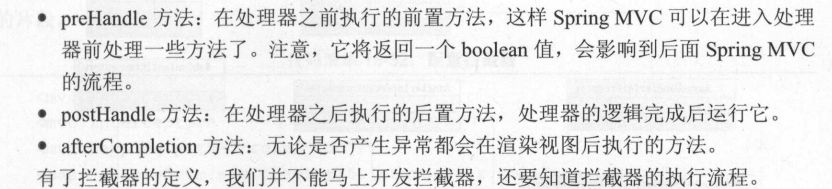 ● preHandle 方法：在处理器之前执行的前置方法，这样 Spring MVC 可以在进入处理
器前处理一些方法了。注意，它将返回一个 boolean 值，会影响到后面 Spring MVC
的流程。
● postHandle 方法：在处理器之后执行的后置方法，处理器的逻辑完成后运行它。
● afterCompletion 方法：无论是否产生异常都会在渲染视图后执行的方法。
有了拦截器的定义，我们并不能马上开发拦截器，还要知道拦截器的执行流程。